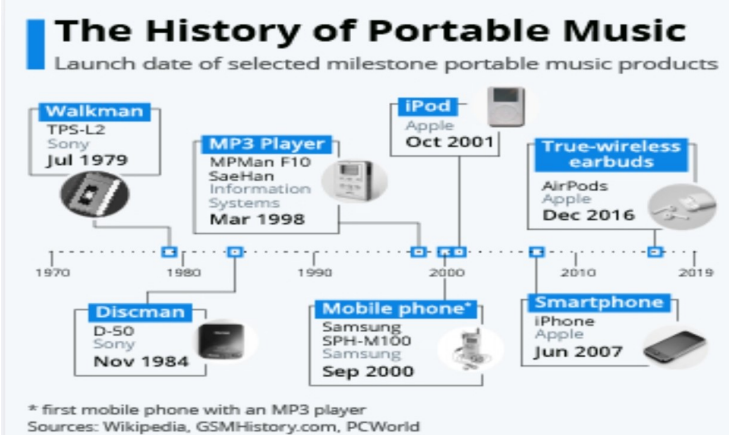 The History of Portable Music
Launch date of selected milestone portable music products
Walkman
TPS-L2
Sony
Jul 1979
MP3 Player
MPMan F10
SaeHan
Information
Systems
Mar 1998
iPod
Apple
Oct 2001
True-wireless
earbuds
AirPods
Apple
Dec 2016
1970
1980
1990
2000
2010
2019
Discman
D-50
Sony
Nov 1984
Mobile phone*
Samsung
SPH-M100
Samsung
Sep 2000
Smartphone
iPhone
Apple
Jun 2007
* first mobile phone with an MP3 player
Sources: Wikipedia, GSMHistory.com, PCWorld